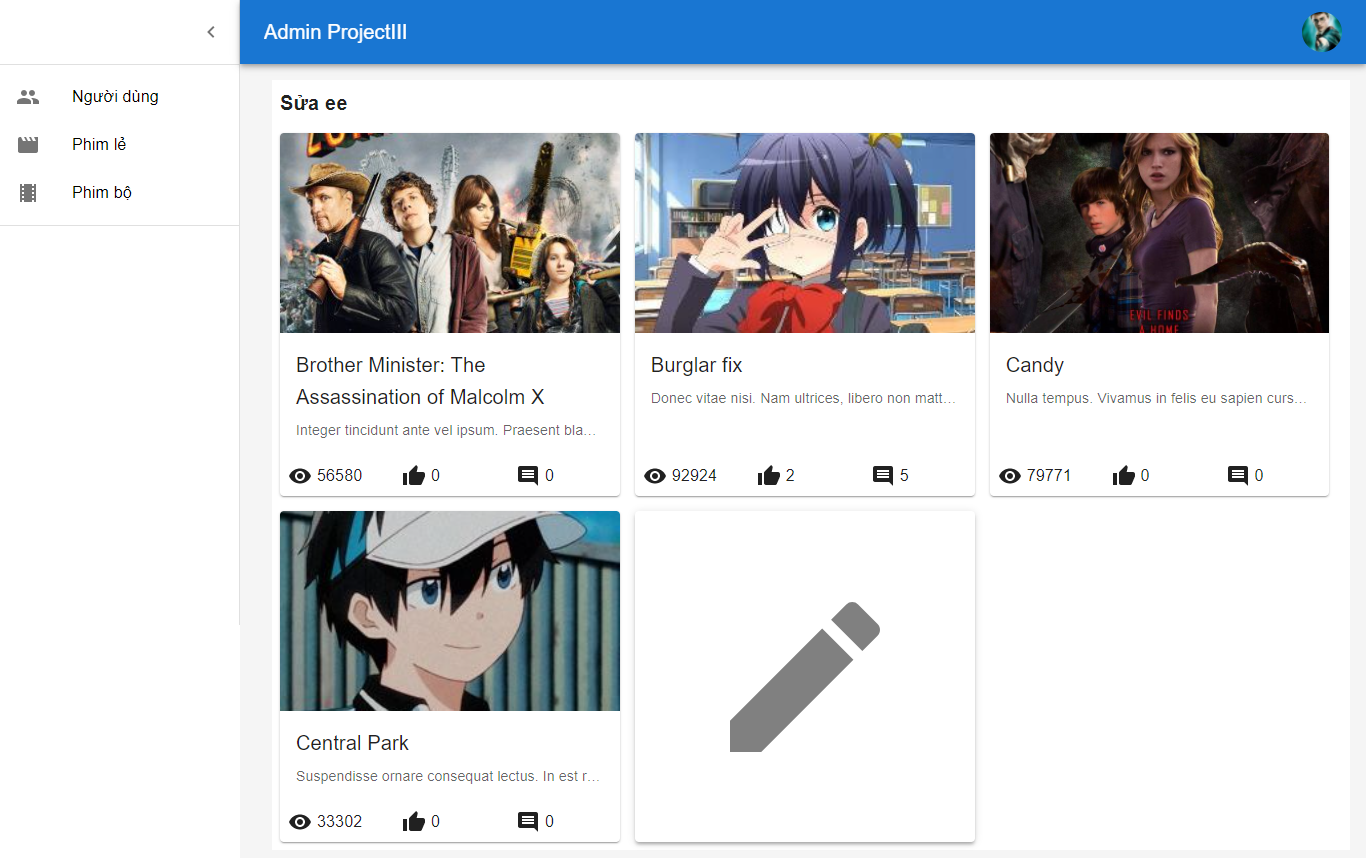 Admin ProjectIII
Người dùng
Phim lẻ
Phim bộ
Sửa ee
EVIL FINDS
A HOME
Brother Minister: The
Assassination of Malcolm X
Integer tincidunt ante vel ipsum. Praesent bla...
56580 0 0
Burglar fix
Donec vitae nisi. Nam ultrices, libero non matt...
92924 2 5
Candy
Nulla tempus. Vivamus in felis eu sapien curs...
79771 0 0
Central Park
Suspendisse ornare consequat lectus. In est r...
33302 0 0